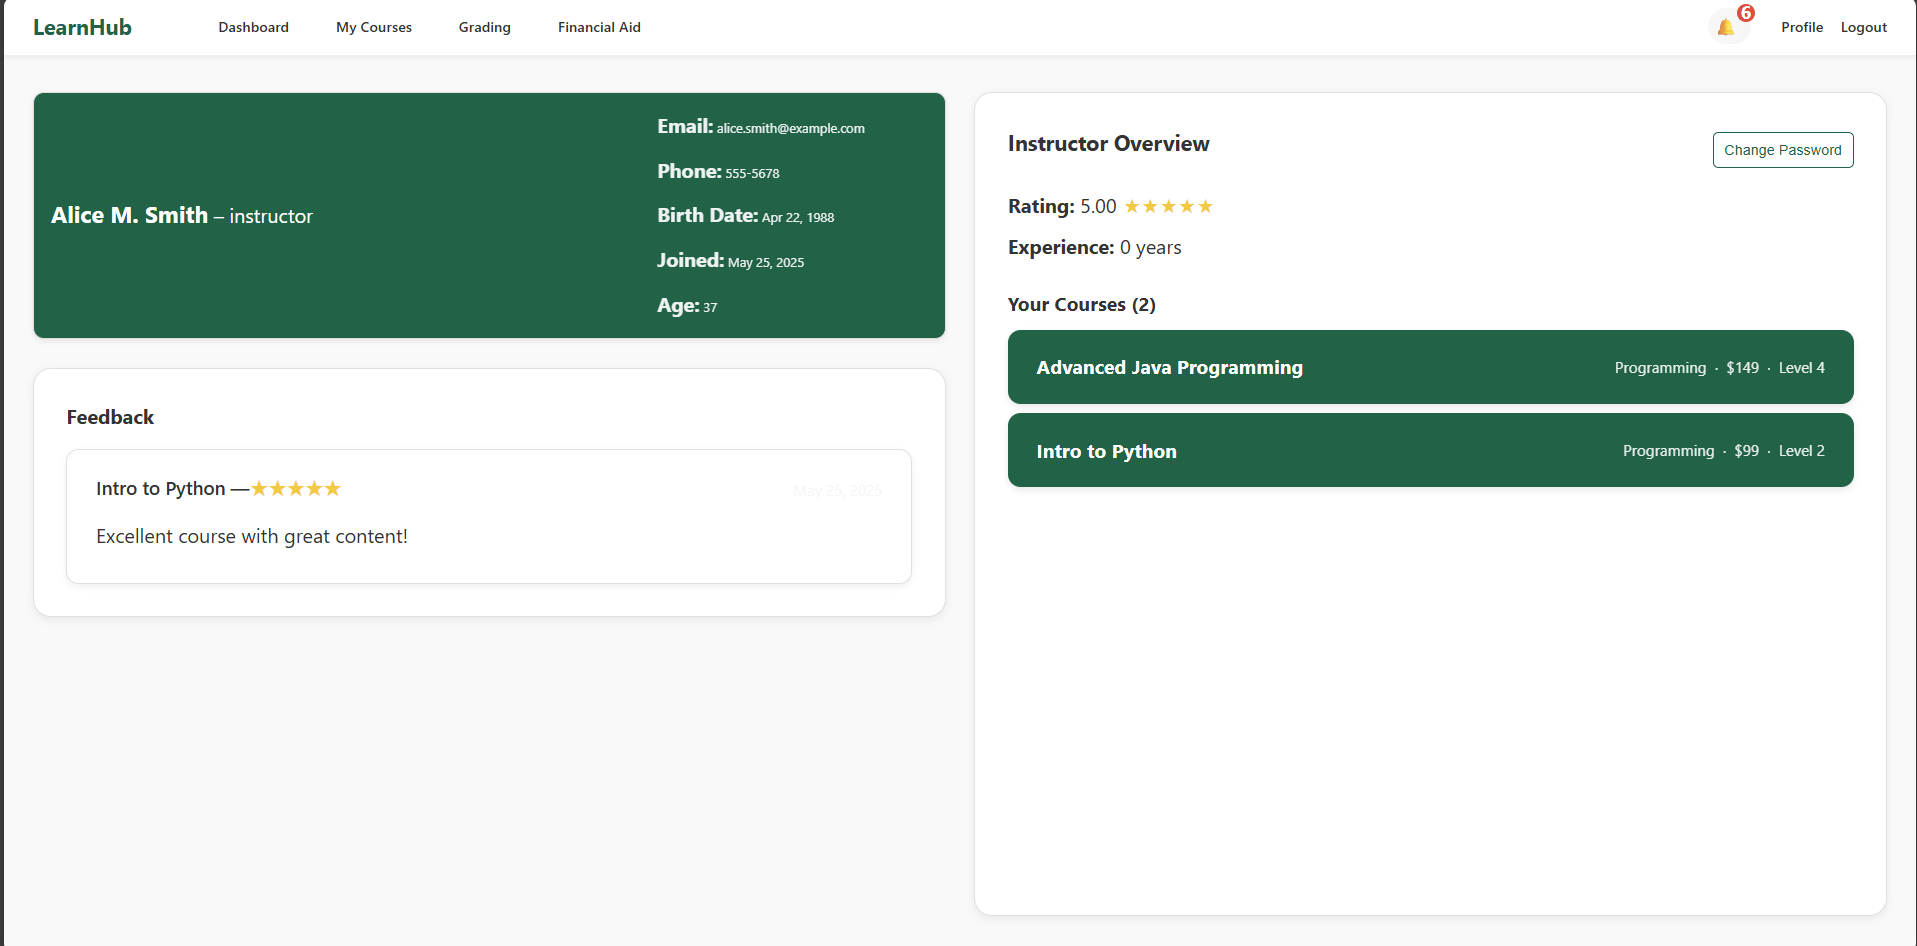 LearnHub Dashboard My Courses Grading Financial Aid 6 Profile Logout
Alice M. Smith – instructor
Email: alice.smith@example.com
Phone: 555-5678
Birth Date: Apr 22, 1988
Joined: May 25, 2025
Age: 37
Feedback
Intro to Python —★★★★★ May 25, 2025
Excellent course with great content!
Instructor Overview
Change Password
Rating: 5.00 ★★★★★
Experience: 0 years
Your Courses (2)
Advanced Java Programming Programming · $149 · Level 4
Intro to Python Programming · $99 · Level 2